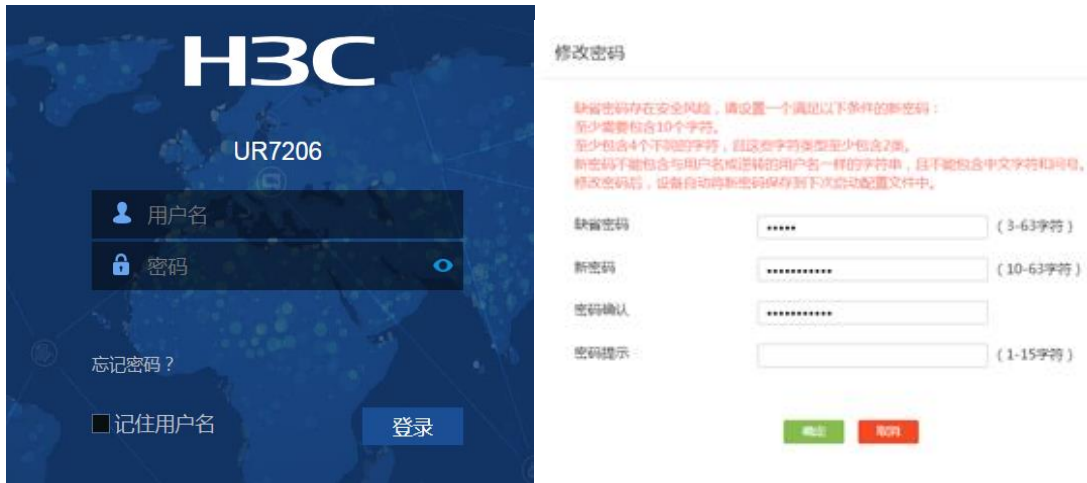 H3C
UR7206
用户名
密码
忘记密码？
记住用户名
登录
修改密码
缺省密码存在安全风险，请设置一个满足以下条件的新密码：
至少需要包含10个字符。
至少包含4个不同的字符，且这些字符类型至少包含2类。
新密码不能包含与用户名或逆转的用户名一样的字符串，且不能包含中文字符和问号。
修改密码后，设备自动将新密码保存到下次启动配置文件中。
缺省密码 ••••• （3-63字符）
新密码 ••••••••••• （10-63字符）
密码确认 •••••••••••
密码提示 （1-15字符）
确定 取消